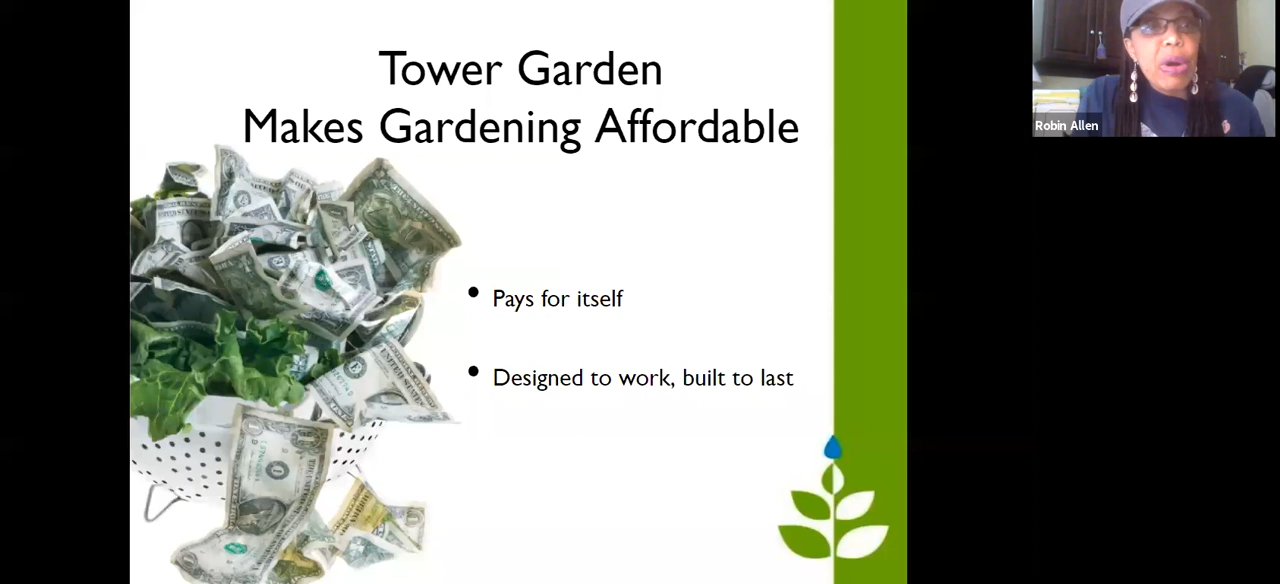 Tower Garden
Makes Gardening Affordable
• Pays for itself
• Designed to work, built to last
Robin Allen